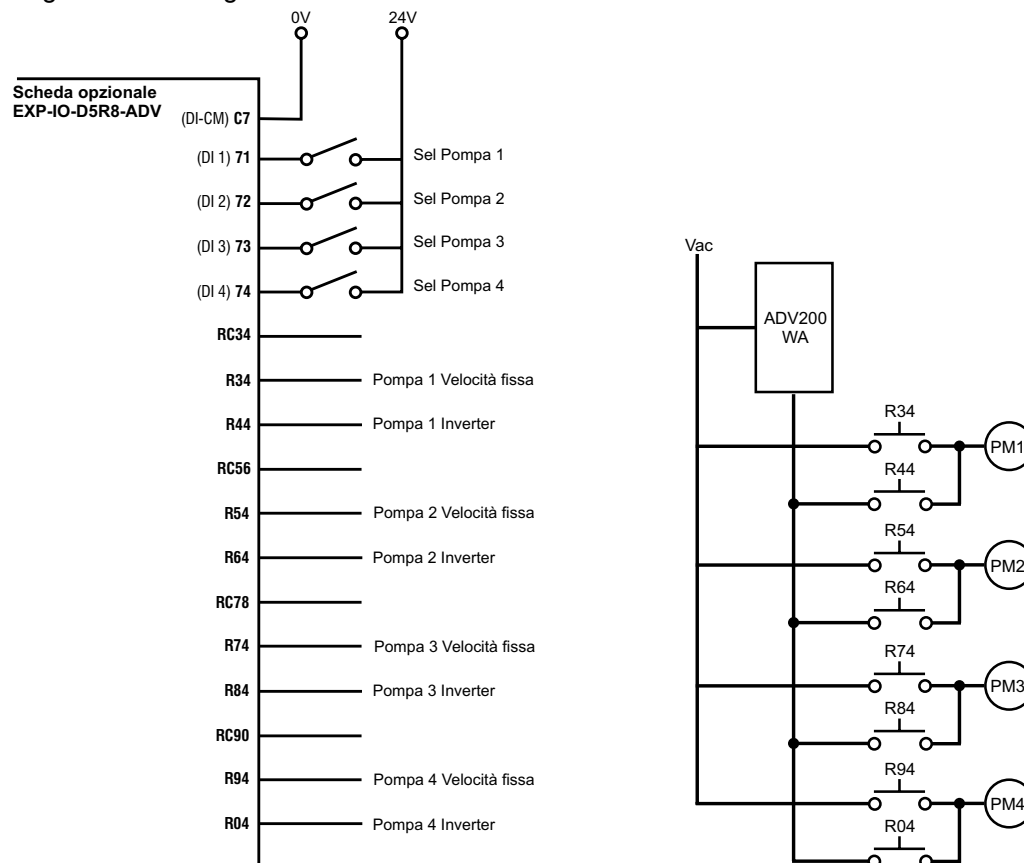 0V 24V
Scheda opzionale
EXP-IO-D5R8-ADV
(DI-CM) C7
(DI 1) 71 Sel Pompa 1
(DI 2) 72 Sel Pompa 2
(DI 3) 73 Sel Pompa 3
(DI 4) 74 Sel Pompa 4
RC34
R34 Pompa 1 Velocità fissa
R44 Pompa 1 Inverter
RC56
R54 Pompa 2 Velocità fissa
R64 Pompa 2 Inverter
RC78
R74 Pompa 3 Velocità fissa
R84 Pompa 3 Inverter
RC90
R94 Pompa 4 Velocità fissa
R04 Pompa 4 Inverter
Vac
ADV200
WA
R34
PM1
R44
R54
PM2
R64
R74
PM3
R84
R94
PM4
R04